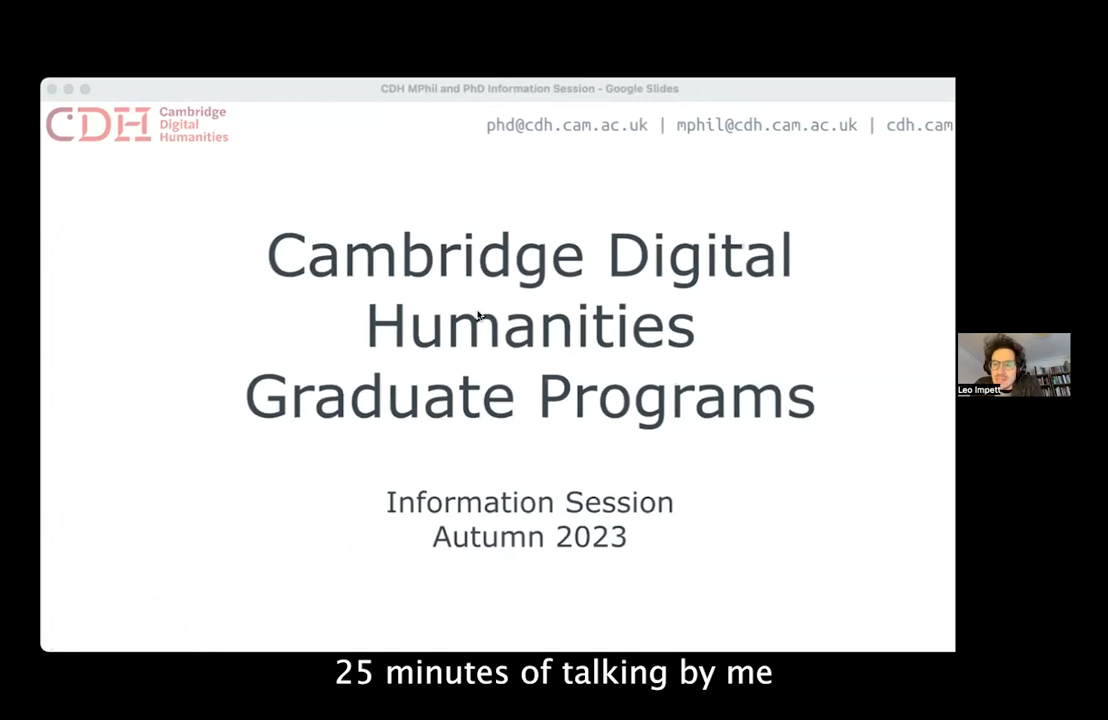 CDH MPhil and PhD Information Session - Google Slides
CDH
Cambridge
Digital
Humanities
phd@cdh.cam.ac.uk | mphil@cdh.cam.ac.uk | cdh.cam
Cambridge Digital
Humanities
Graduate Programs
Information Session
Autumn 2023
Leo Impett
25 minutes of talking by me